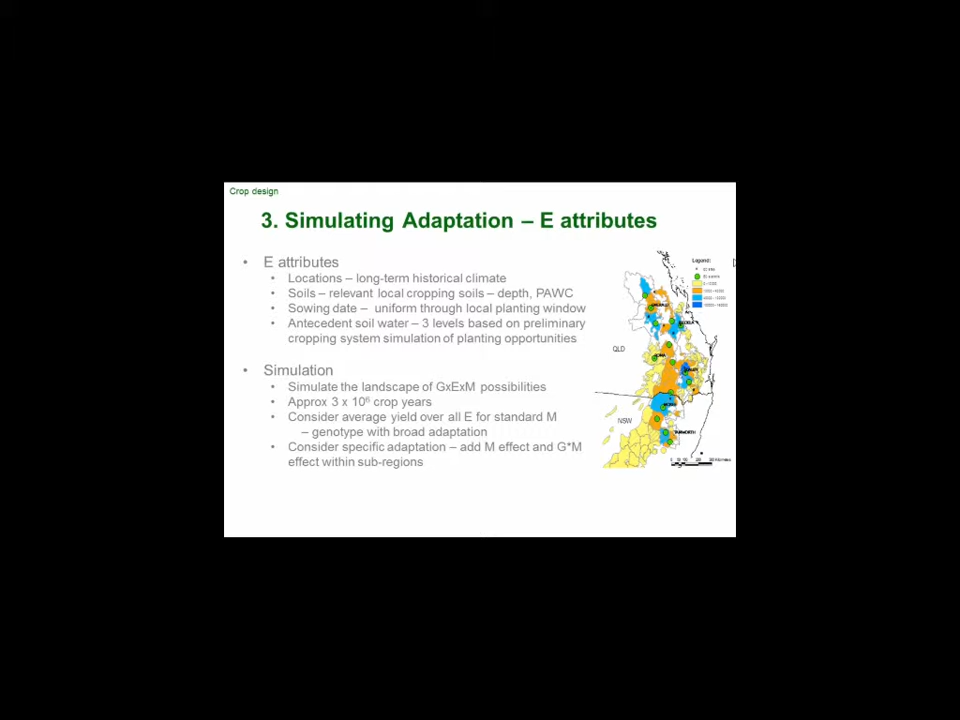 Crop design
3. Simulating Adaptation – E attributes
• E attributes
• Locations – long-term historical climate
• Soils – relevant local cropping soils – depth, PAWC
• Sowing date – uniform through local planting window
• Antecedent soil water – 3 levels based on preliminary
cropping system simulation of planting opportunities
• Simulation
• Simulate the landscape of GxExM possibilities
• Approx 3 x 10⁶ crop years
• Consider average yield over all E for standard M
– genotype with broad adaptation
• Consider specific adaptation – add M effect and G*M
effect within sub-regions
Legend:
QLD
NSW